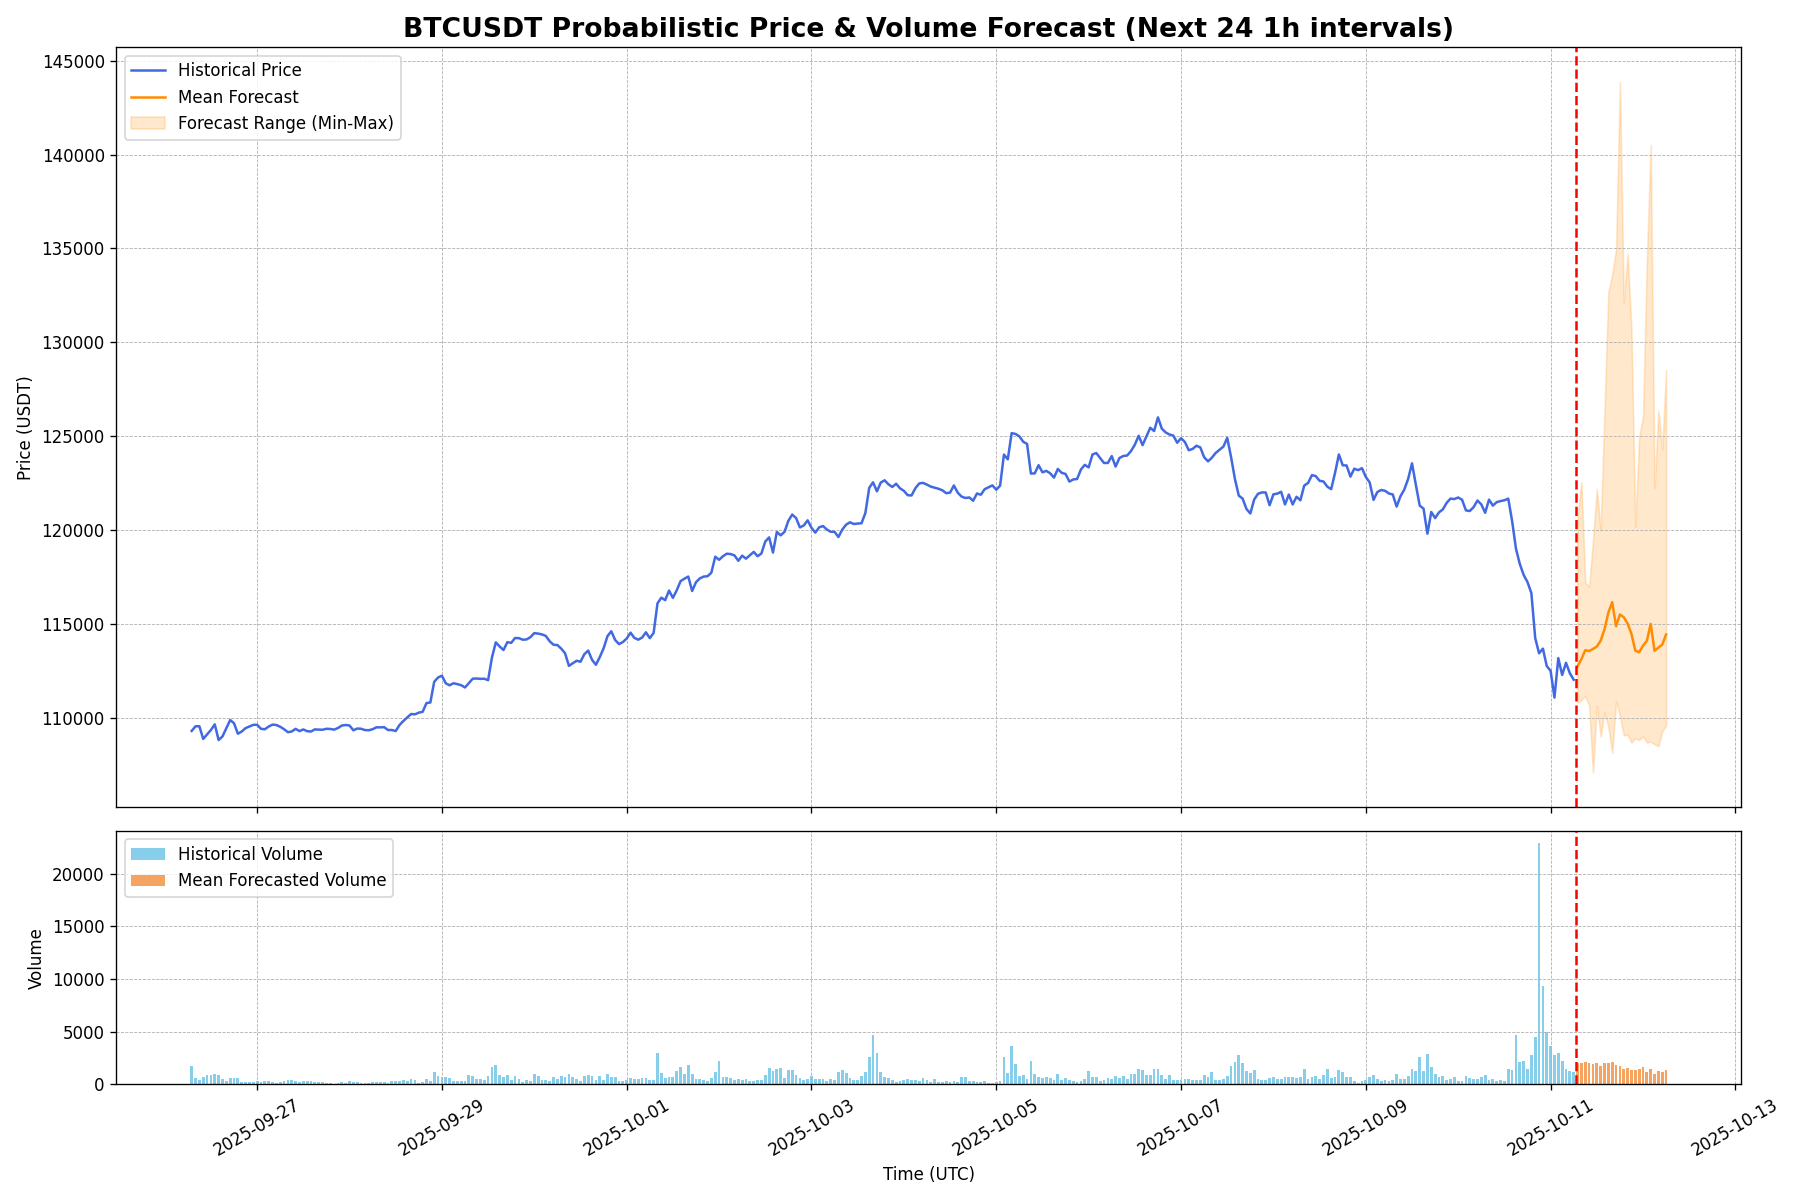 BTCUSDT Probabilistic Price & Volume Forecast (Next 24 1h intervals)
145000
140000
135000
130000
125000
120000
115000
110000
Price (USDT)
Historical Price
Mean Forecast
Forecast Range (Min-Max)
20000
15000
10000
5000
0
Volume
Historical Volume
Mean Forecasted Volume
2025-09-27
2025-09-29
2025-10-01
2025-10-03
2025-10-05
2025-10-07
2025-10-09
2025-10-11
2025-10-13
Time (UTC)